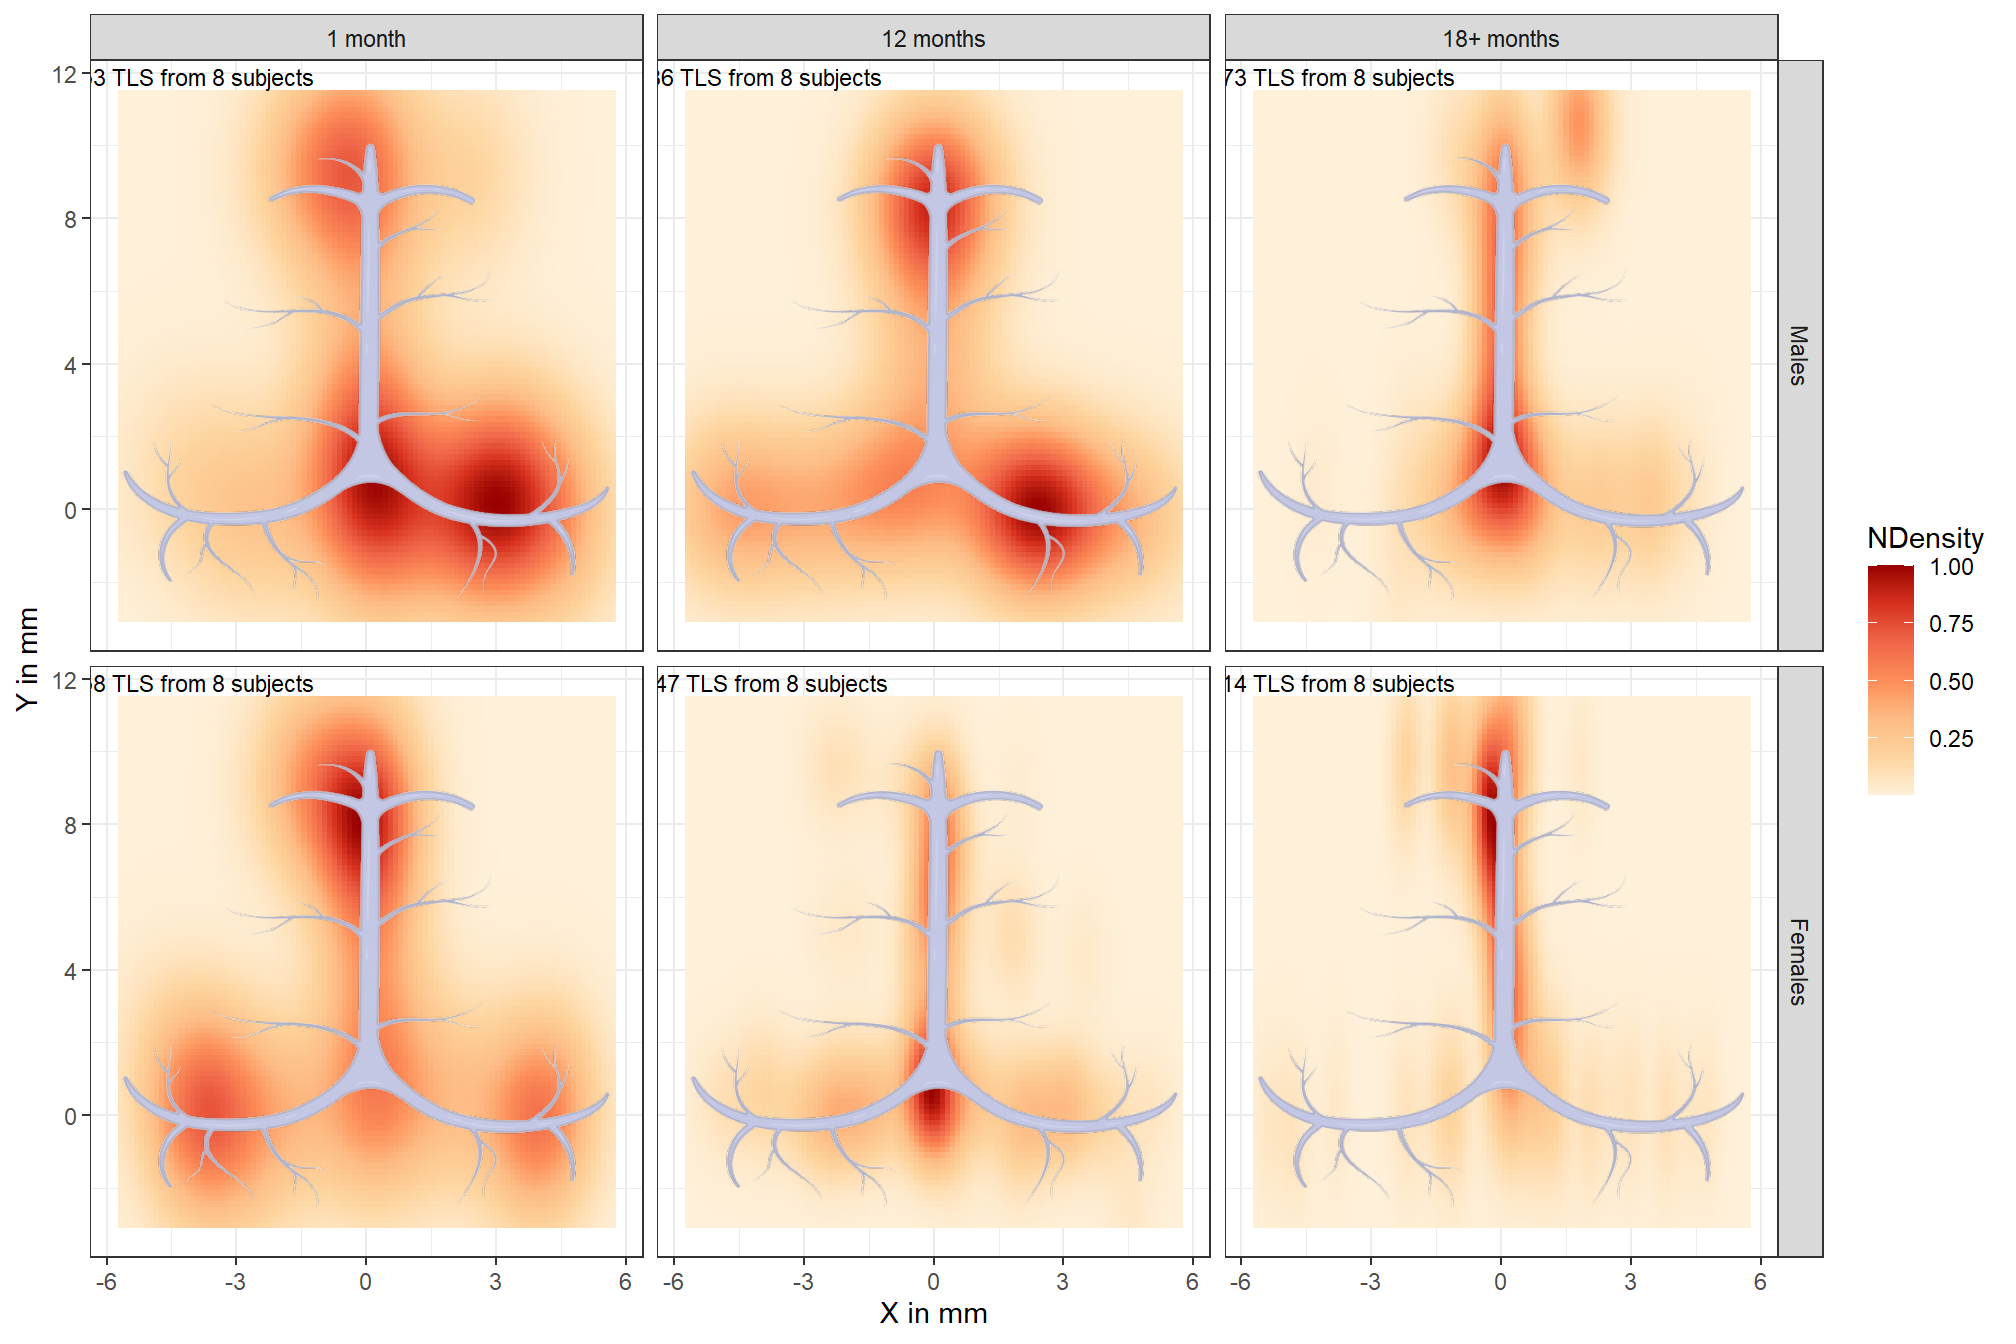 1 month
12 months
18+ months
3 TLS from 8 subjects
6 TLS from 8 subjects
73 TLS from 8 subjects
Males
12
8
4
0
8 TLS from 8 subjects
47 TLS from 8 subjects
14 TLS from 8 subjects
Females
12
8
4
0
-6
-3
0
3
6
-6
-3
0
3
6
-6
-3
0
3
6
X in mm
Y in mm
NDensity
1.00
0.75
0.50
0.25